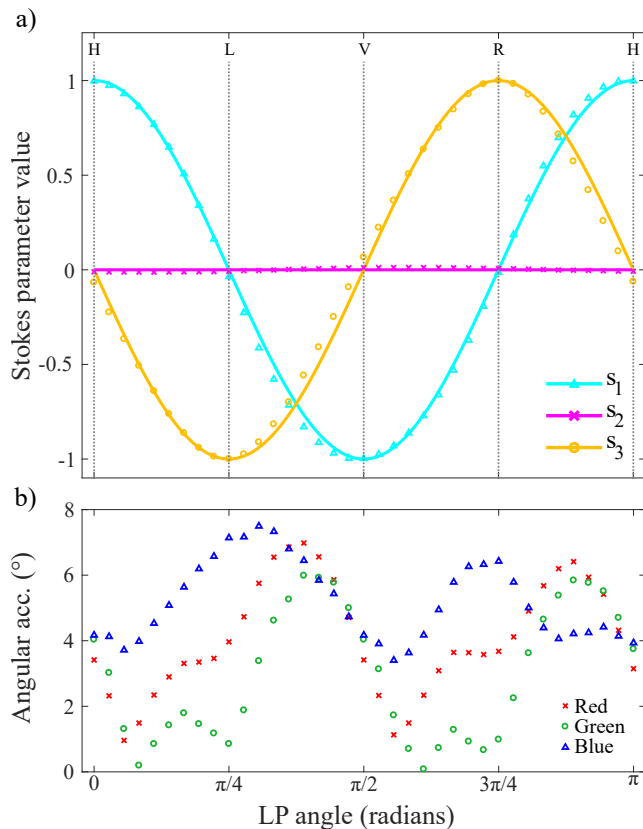 a)
H L V R H
1
0.5
0
-0.5
-1
Stokes parameter value
s1
s2
s3
b)
8
6
4
2
0
Angular acc. (°)
Red
Green
Blue
0 π/4 π/2 3π/4 π
LP angle (radians)